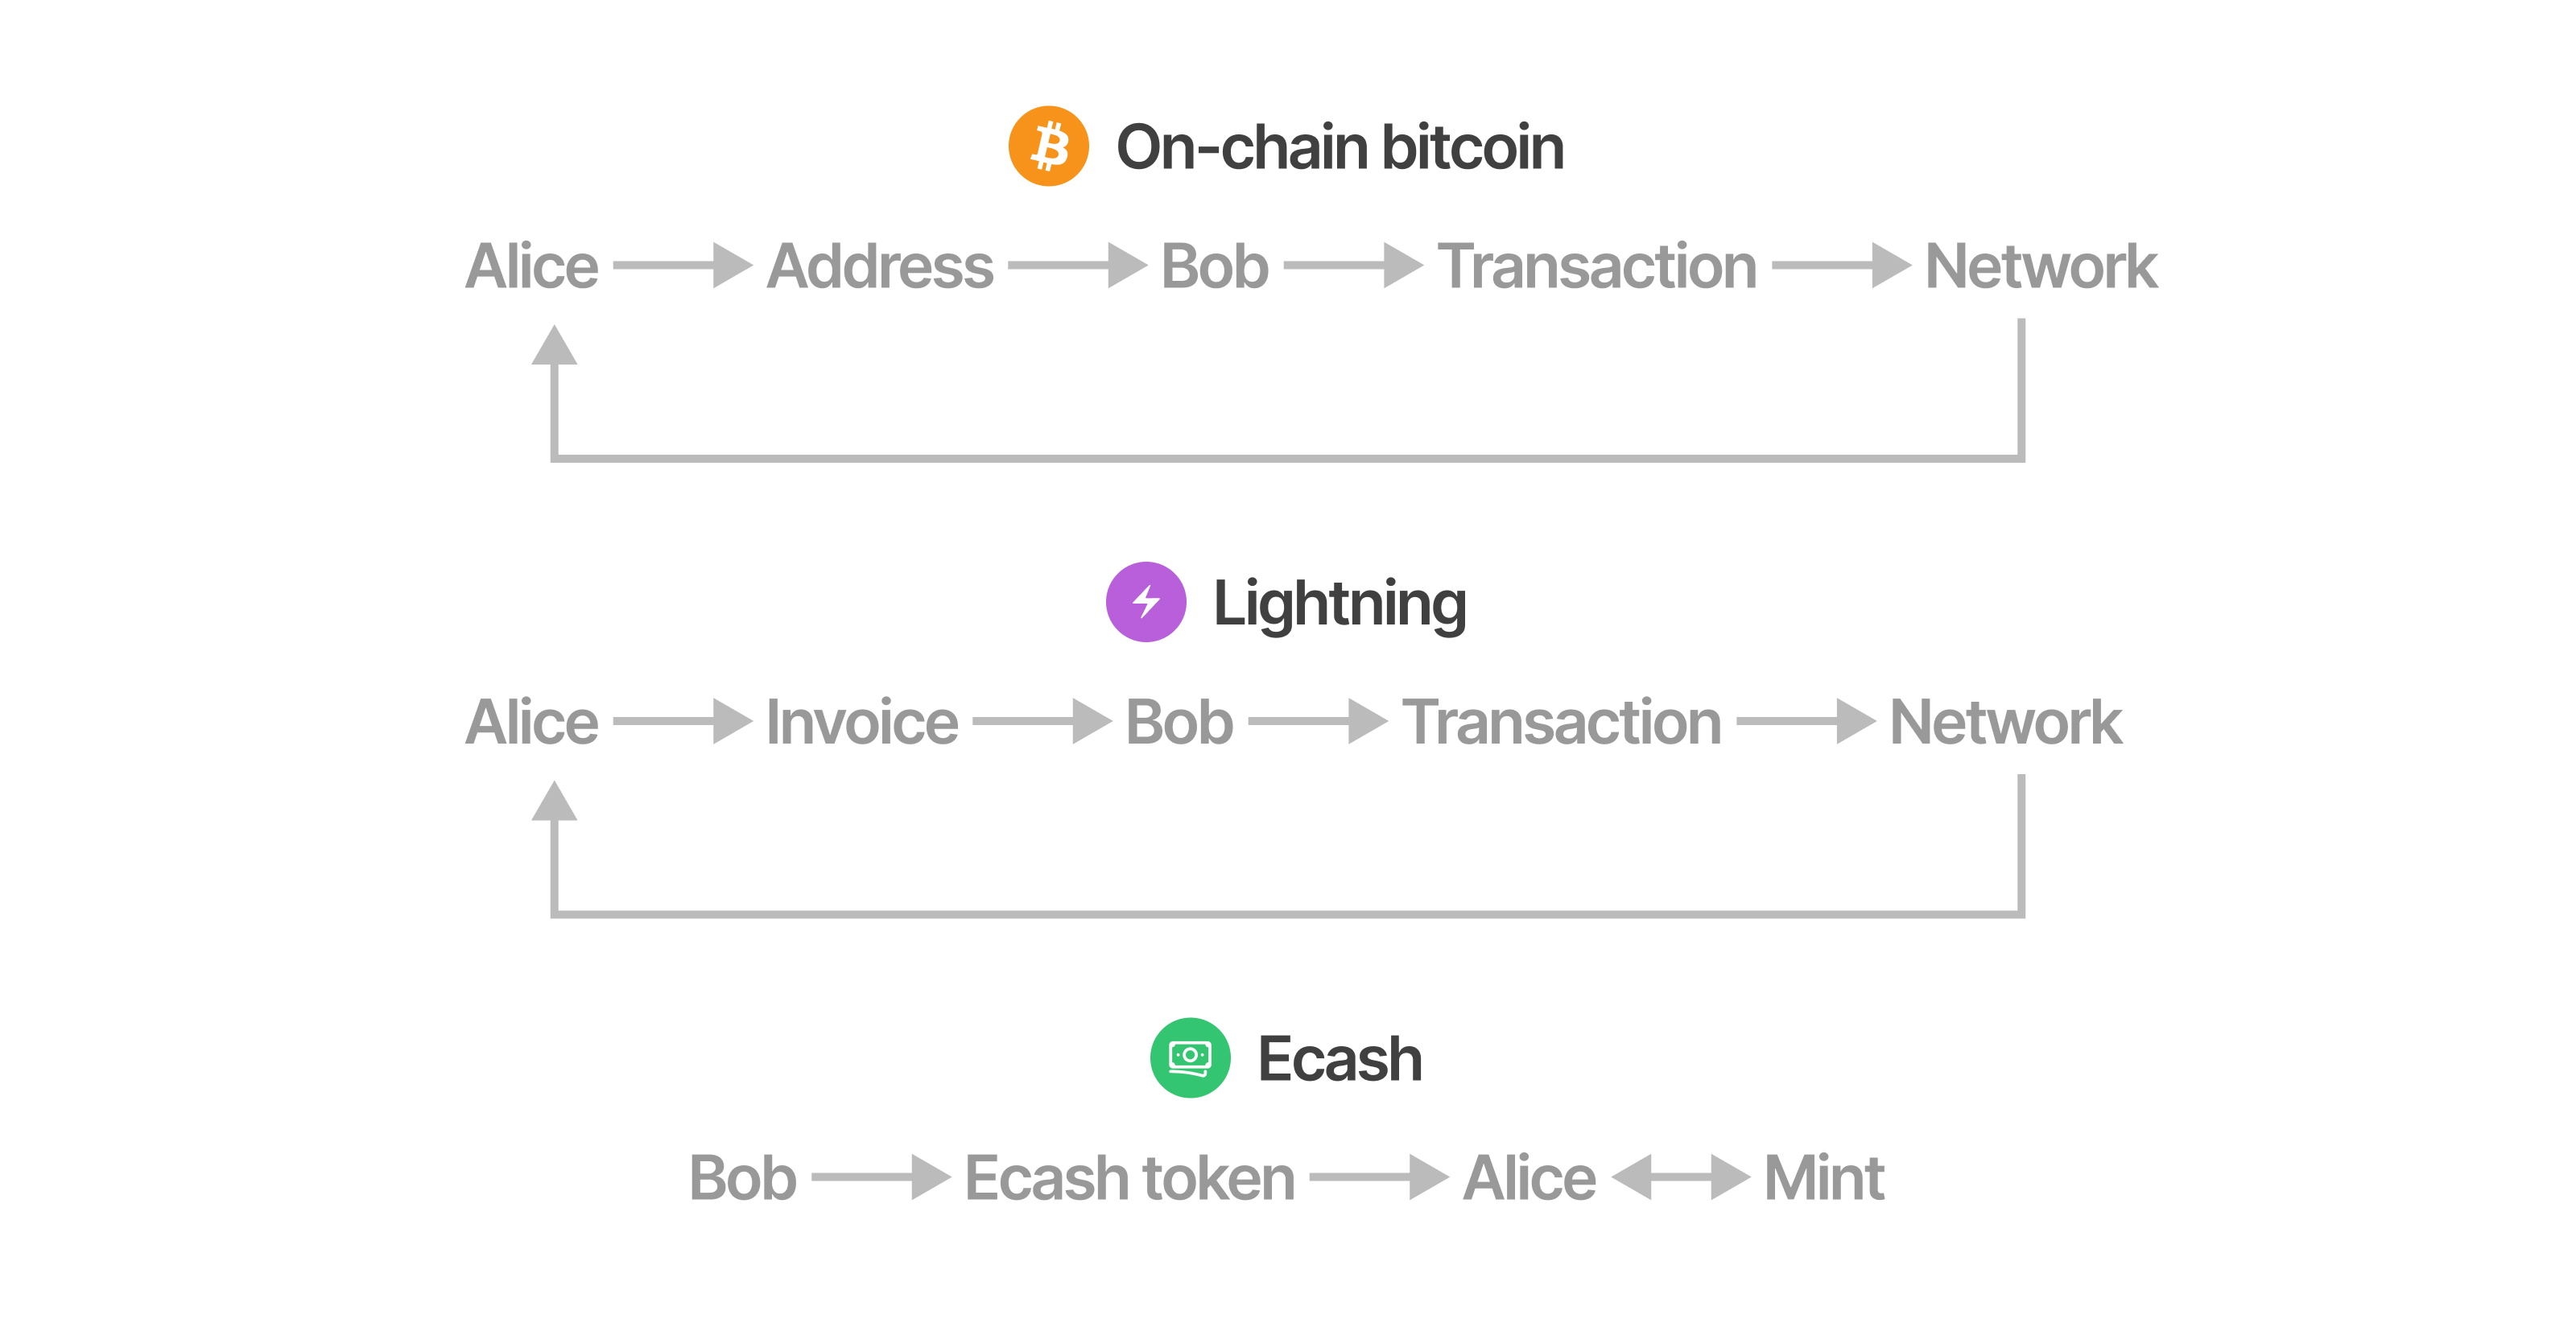 On-chain bitcoin
Alice Address Bob Transaction Network
Lightning
Alice Invoice Bob Transaction Network
Ecash
Bob Ecash token Alice Mint